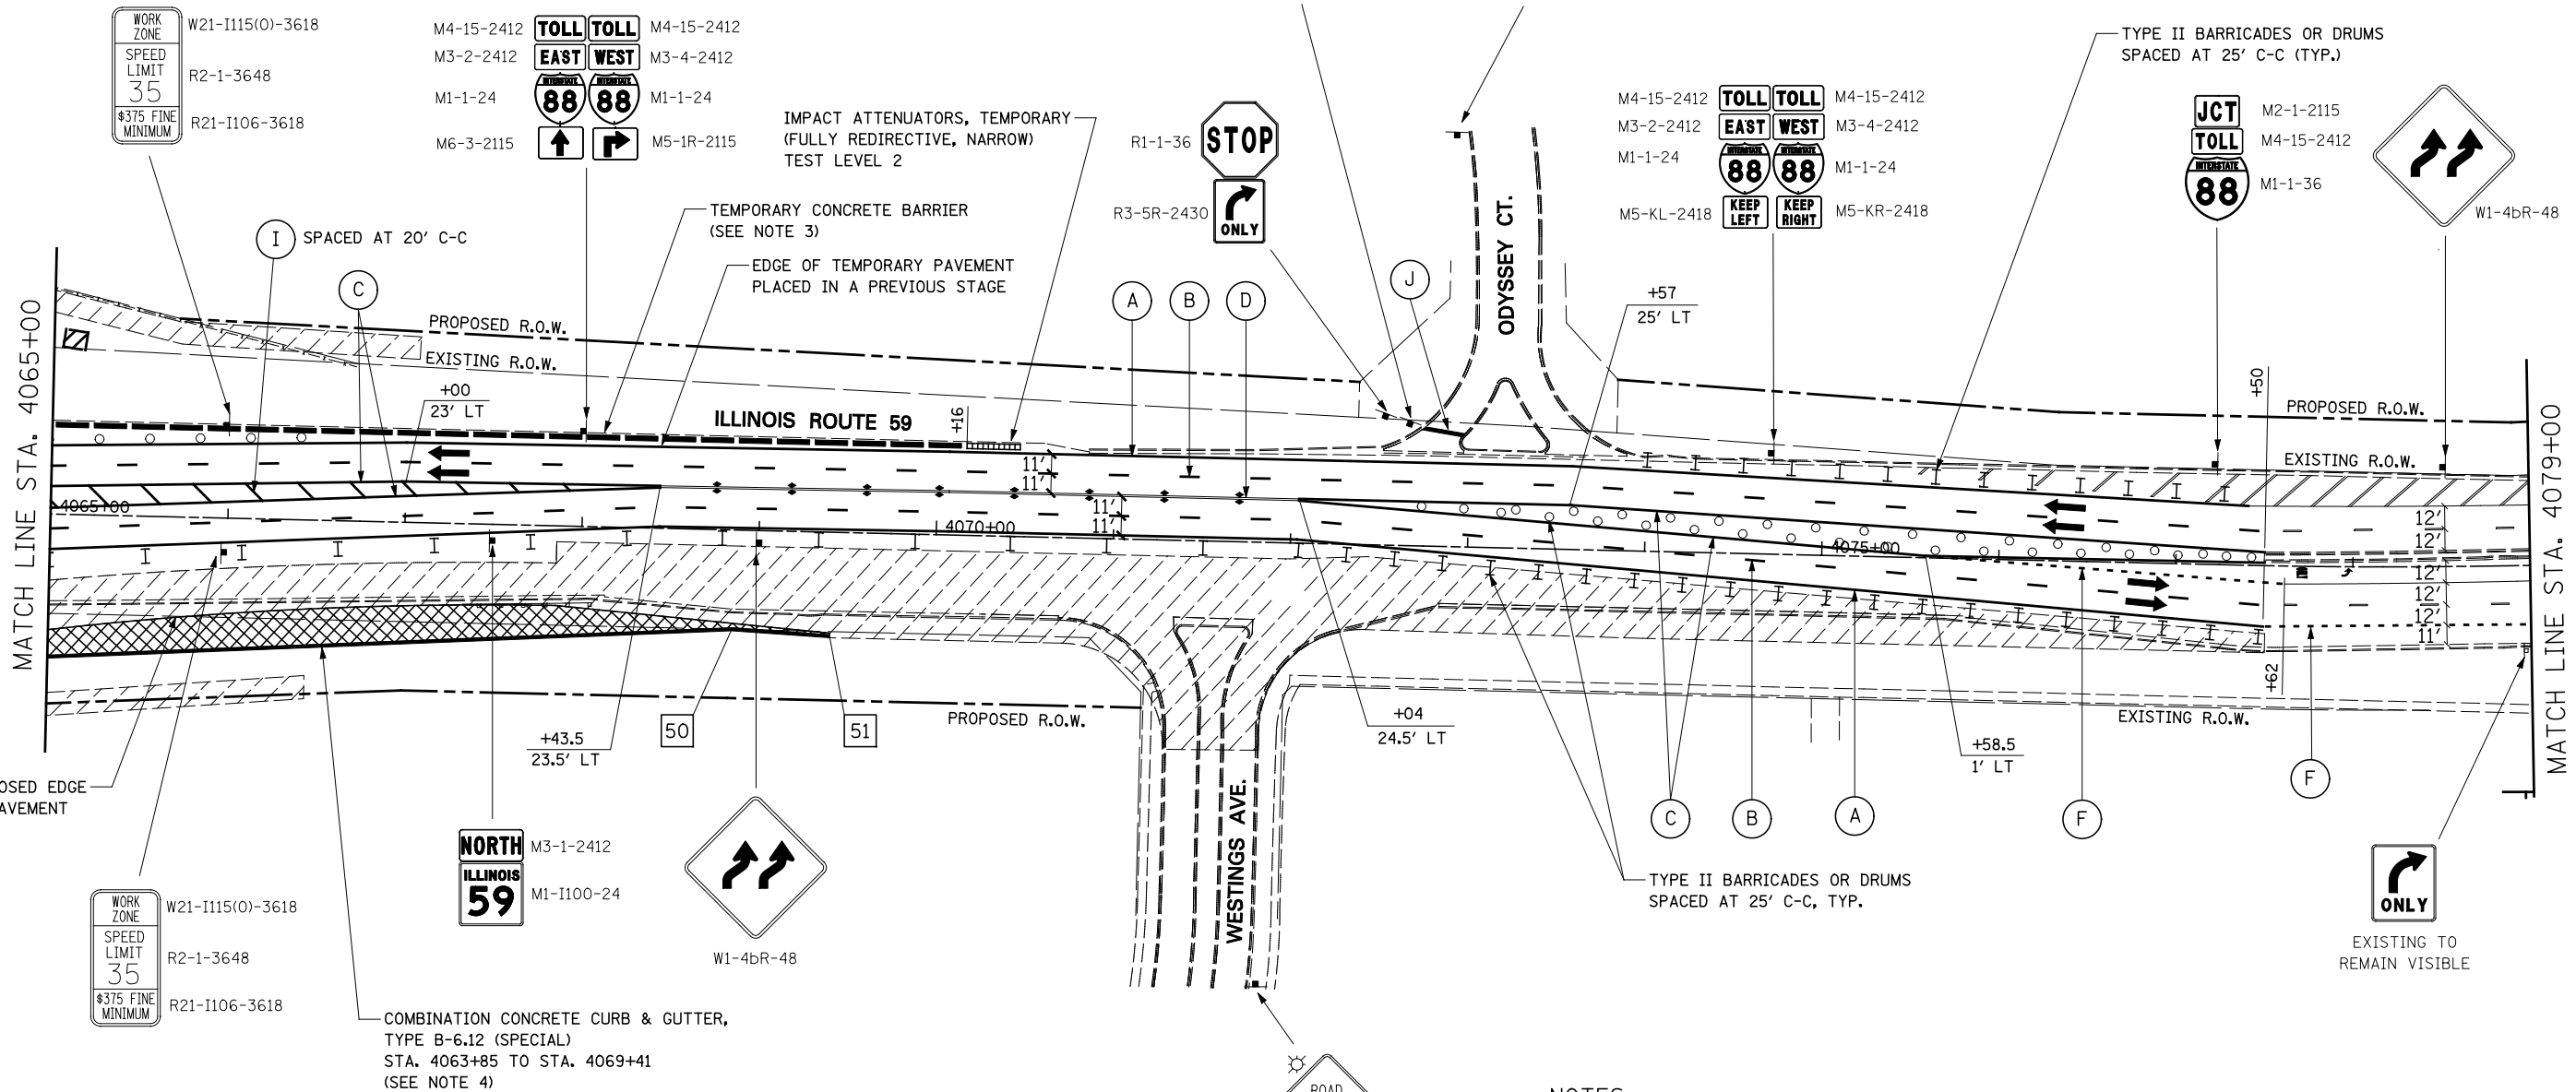 WORK
ZONE
SPEED
LIMIT
35
$375 FINE
MINIMUM
W21-I115(O)-3618
R2-1-3648
R21-I106-3618
M4-15-2412 TOLL TOLL M4-15-2412
M3-2-2412 EAST WEST M3-4-2412
INTERSTATE INTERSTATE
M1-1-24 88 88 M1-1-24
M6-3-2115 M5-1R-2115
IMPACT ATTENUATORS, TEMPORARY
(FULLY REDIRECTIVE, NARROW)
TEST LEVEL 2
R1-1-36 STOP
R3-5R-2430
ONLY
M4-15-2412 TOLL TOLL M4-15-2412
M3-2-2412 EAST WEST M3-4-2412
INTERSTATE INTERSTATE
M1-1-24 88 88 M1-1-24
M5-KL-2418 KEEP LEFT KEEP RIGHT M5-KR-2418
TYPE II BARRICADES OR DRUMS
SPACED AT 25' C-C (TYP.)
JCT M2-1-2115
TOLL M4-15-2412
INTERSTATE
88 M1-1-36
W1-4bR-48
I SPACED AT 20' C-C
C
TEMPORARY CONCRETE BARRIER
(SEE NOTE 3)
EDGE OF TEMPORARY PAVEMENT
PLACED IN A PREVIOUS STAGE
A B D
J
ODYSSEY CT.
+57
25' LT
MATCH LINE STA. 4065+00
PROPOSED R.O.W.
EXISTING R.O.W.
+00
23' LT
ILLINOIS ROUTE 59
+16
11'
11'
11'
11'
4065+00
4070+00
4075+00
+50
PROPOSED R.O.W.
EXISTING R.O.W.
12'
12'
12'
12'
12'
11'
MATCH LINE STA. 4079+00
+62
EXISTING R.O.W.
PROPOSED R.O.W.
+43.5
23.5' LT
50
51
+04
24.5' LT
+58.5
1' LT
OSED EDGE
AVEMENT
C B A F F
WESTINGS AVE.
TYPE II BARRICADES OR DRUMS
SPACED AT 25' C-C, TYP.
NORTH M3-1-2412
ILLINOIS
59 M1-I100-24
W1-4bR-48
WORK
ZONE
SPEED
LIMIT
35
$375 FINE
MINIMUM
W21-I115(O)-3618
R2-1-3648
R21-I106-3618
COMBINATION CONCRETE CURB & GUTTER,
TYPE B-6.12 (SPECIAL)
STA. 4063+85 TO STA. 4069+41
(SEE NOTE 4)
ONLY
EXISTING TO
REMAIN VISIBLE
ROAD
NOTES